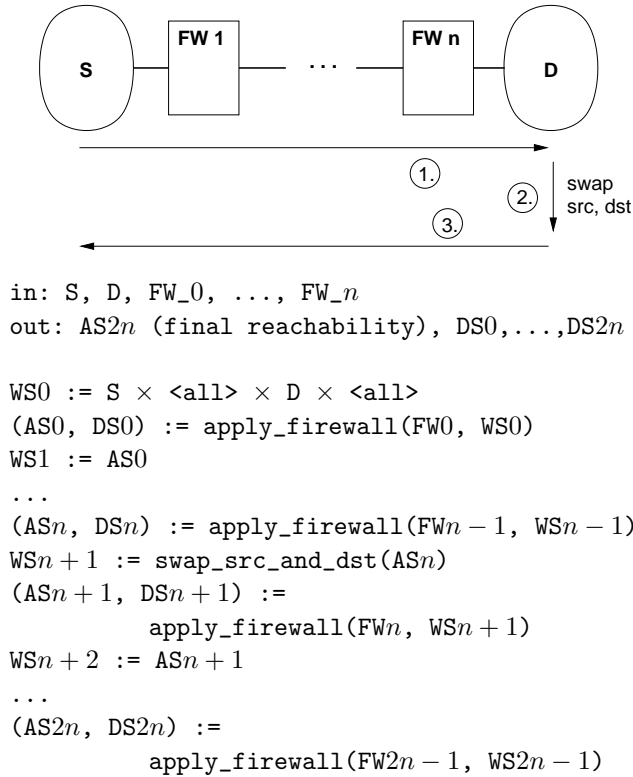 FW 1
FW n
S
. . .
D
1.
2.
swap
src, dst
3.
in: S, D, FW_0, ..., FW_n
out: AS2n (final reachability), DS0,...,DS2n
WS0 := S × <all> × D × <all>
(AS0, DS0) := apply_firewall(FW0, WS0)
WS1 := AS0
...
(ASn, DSn) := apply_firewall(FWn − 1, WSn − 1)
WSn + 1 := swap_src_and_dst(ASn)
(ASn + 1, DSn + 1) :=
apply_firewall(FWn, WSn + 1)
WSn + 2 := ASn + 1
...
(AS2n, DS2n) :=
apply_firewall(FW2n − 1, WS2n − 1)